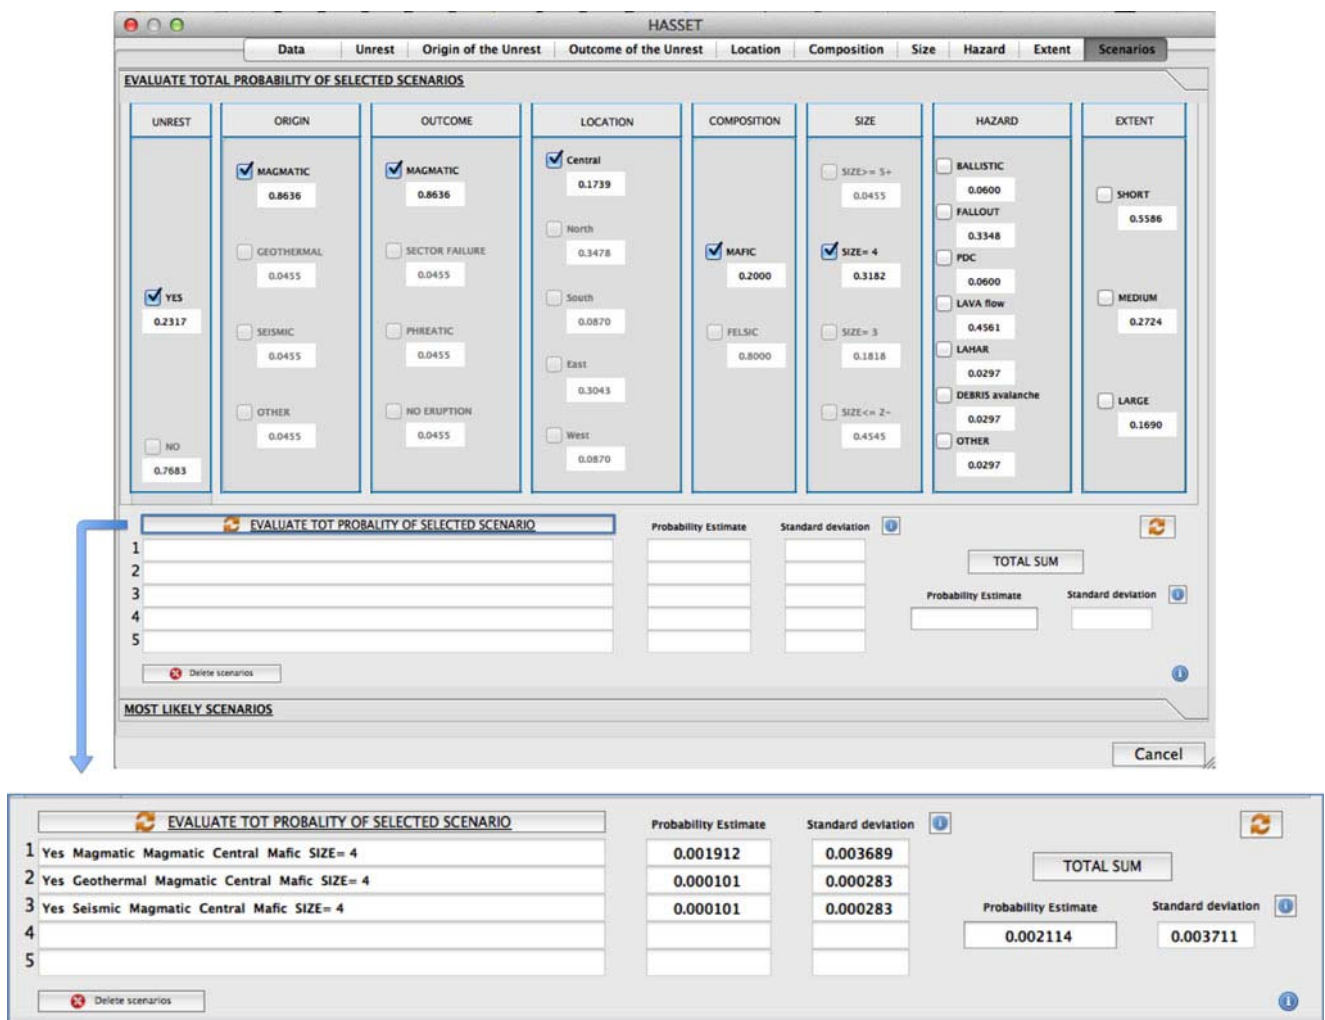 HASSET
Data Unrest Origin of the Unrest Outcome of the Unrest Location Composition Size Hazard Extent Scenarios
EVALUATE TOTAL PROBABILITY OF SELECTED SCENARIOS
UNREST ORIGIN OUTCOME LOCATION COMPOSITION SIZE HAZARD EXTENT
YES
0.2317
NO
0.7683
MAGMATIC
0.8636
GEOTHERMAL
0.0455
SEISMIC
0.0455
OTHER
0.0455
MAGMATIC
0.8636
SECTOR FAILURE
0.0455
PHREATIC
0.0455
NO ERUPTION
0.0455
Central
0.1739
North
0.3478
South
0.0870
East
0.3043
West
0.0870
MAFIC
0.2000
FELSIC
0.8000
SIZE>= 5+
0.0455
SIZE= 4
0.3182
SIZE= 3
0.1818
SIZE<= 2-
0.4545
BALLISTIC
0.0600
FALLOUT
0.3348
PDC
0.0600
LAVA flow
0.4561
LAHAR
0.0297
DEBRIS avalanche
0.0297
OTHER
0.0297
SHORT
0.5586
MEDIUM
0.2724
LARGE
0.1690
EVALUATE TOT PROBALITY OF SELECTED SCENARIO Probability Estimate Standard deviation
1
2
3
4
5
TOTAL SUM
Probability Estimate Standard deviation
Delete scenarios
MOST LIKELY SCENARIOS
Cancel
EVALUATE TOT PROBALITY OF SELECTED SCENARIO Probability Estimate Standard deviation
1 Yes Magmatic Magmatic Central Mafic SIZE= 4 0.001912 0.003689
2 Yes Geothermal Magmatic Central Mafic SIZE= 4 0.000101 0.000283
3 Yes Seismic Magmatic Central Mafic SIZE= 4 0.000101 0.000283
4
5
TOTAL SUM
Probability Estimate Standard deviation
0.002114 0.003711
Delete scenarios